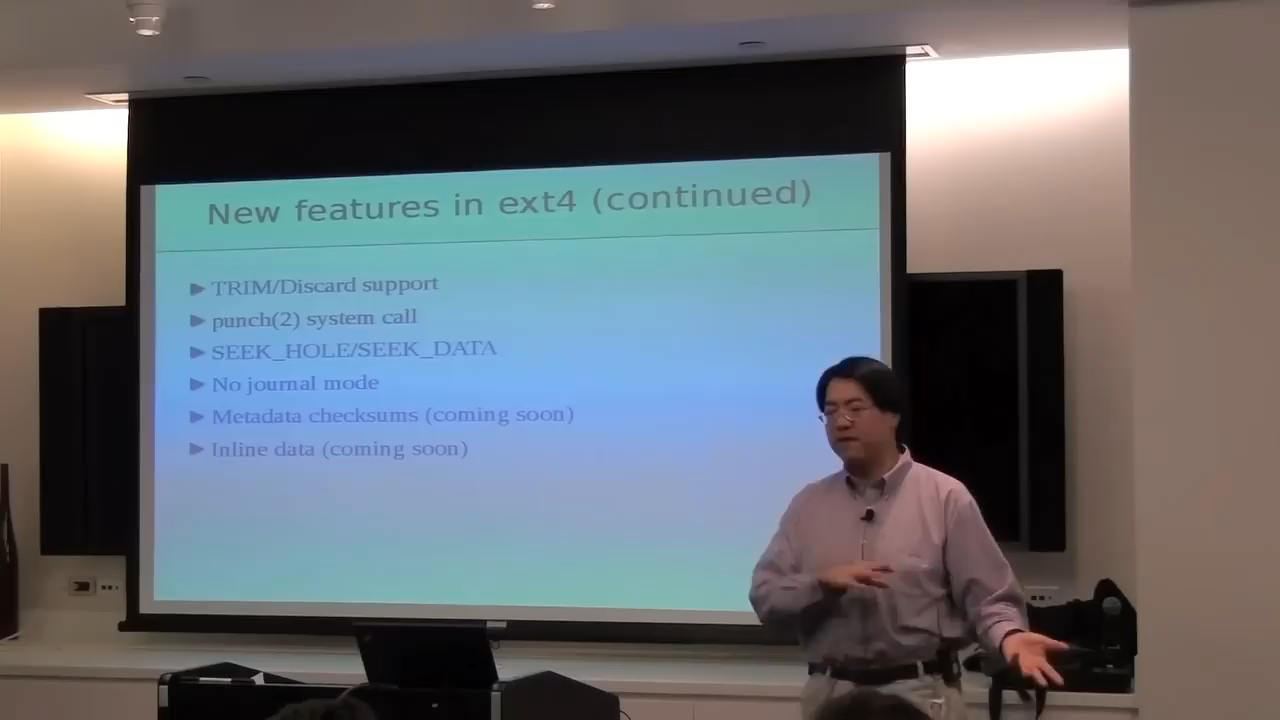 New features in ext4 (continued)
TRIM/Discard support
punch(2) system call
SEEK_HOLE/SEEK_DATA
No journal mode
Metadata checksums (coming soon)
Inline data (coming soon)